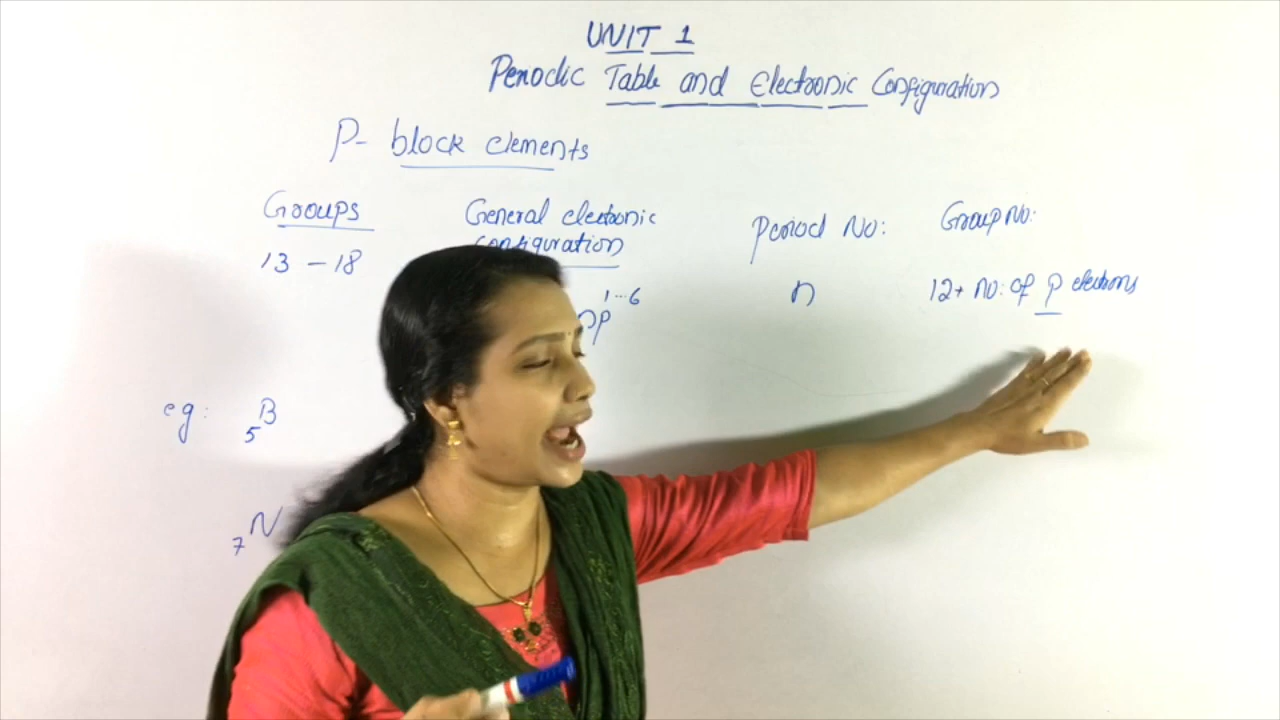 UNIT 1
Periodic Table and Electronic Configuration
P- block elements
Groups
General electronic configuration
Period No:
Group No:
13 - 18
np 1...6
n
12+ no: of p electrons
eg: 5B
7N